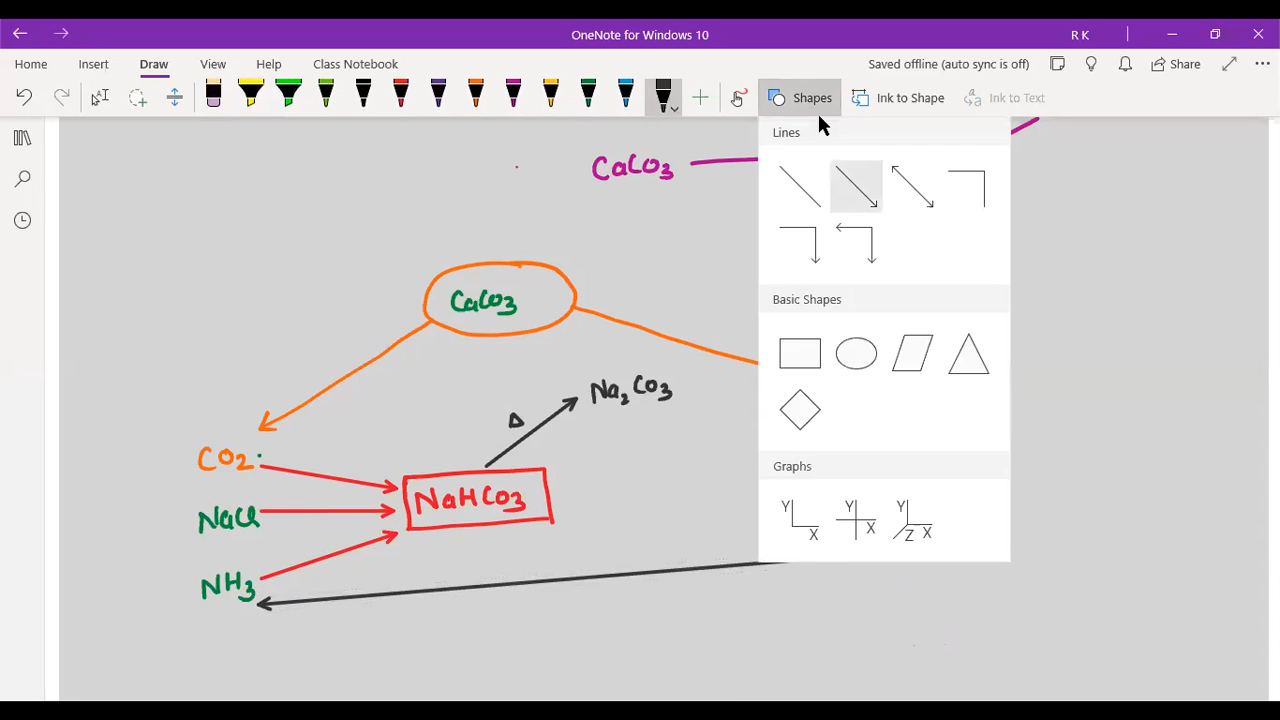 OneNote for Windows 10
R K
Home Insert Draw View Help Class Notebook
Saved offline (auto sync is off)
Share
Shapes
Ink to Shape
Ink to Text
Lines
CaCo3
CaCo3
Basic Shapes
Na2Co3
Δ
CO2
Graphs
NaHCo3
NaCl
Y X
Y X
Y Z X
NH3